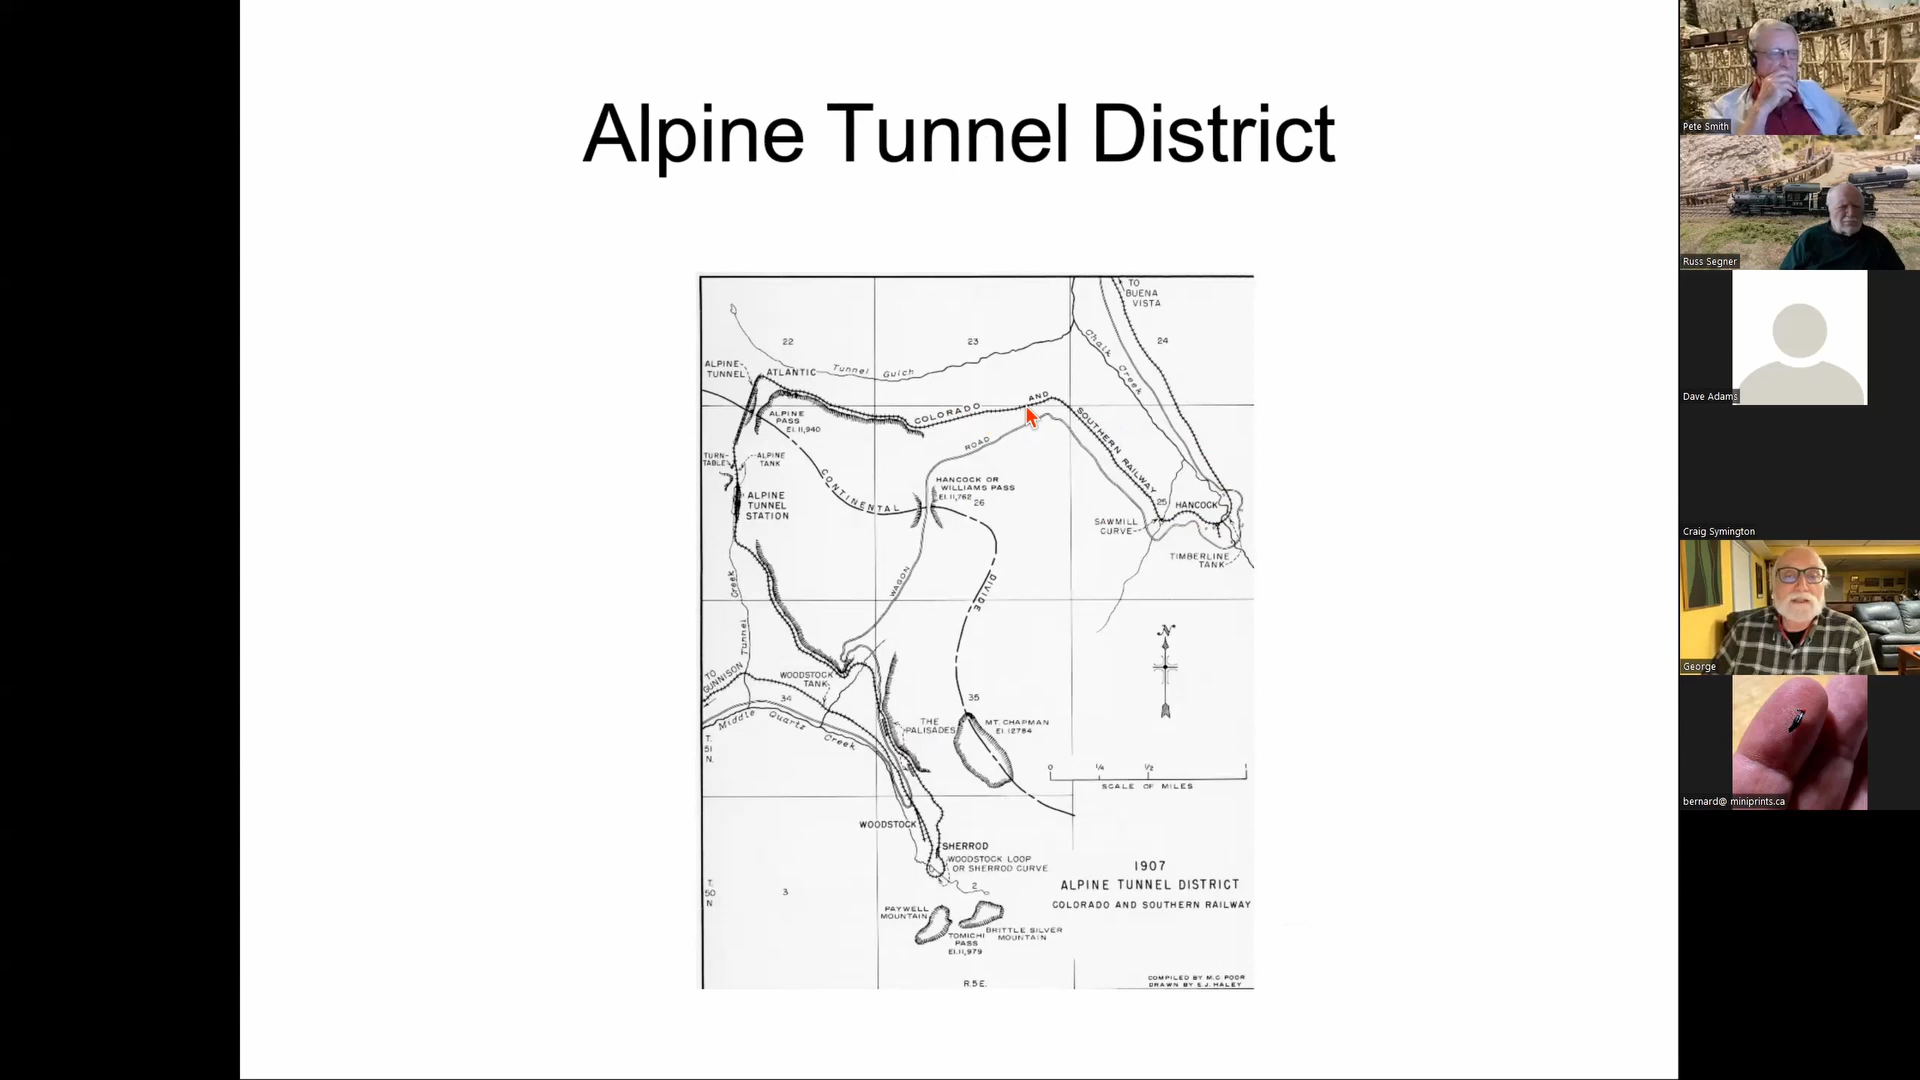 Alpine Tunnel District
TO
BUENA
VISTA
22
23
24
Chalk
Creek
ALPINE
TUNNEL
ATLANTIC
Tunnel Gulch
COLORADO AND SOUTHERN RAILWAY
ALPINE
PASS
El. 11,940
ROAD
TURN-
TABLE
ALPINE
TANK
CONTINENTAL
HANCOCK OR
WILLIAMS PASS
El. 11,762
26
25
HANCOCK
ALPINE
TUNNEL
STATION
SAWMILL
CURVE
TIMBERLINE
TANK
WAGON
DIVIDE
Creek
Tunnel
N
TO
GUNNISON
WOODSTOCK
TANK
34
35
Middle Quartz Creek
THE
PALISADES
MT. CHAPMAN
El. 12784
T.
51
N.
0 1/4 1/2 1
SCALE OF MILES
WOODSTOCK
SHERROD
WOODSTOCK LOOP
OR SHERROD CURVE
1907
ALPINE TUNNEL DISTRICT
COLORADO AND SOUTHERN RAILWAY
T.
50
N
3
2
PAYWELL
MOUNTAIN
BRITTLE SILVER
MOUNTAIN
TOMICHI
PASS
El. 11,979
R.5E.
COMPILED BY M.C. POOR
DRAWN BY E.J. HALEY
Pete Smith
Russ Segner
Dave Adams
Craig Symington
George
bernard@ miniprints.ca